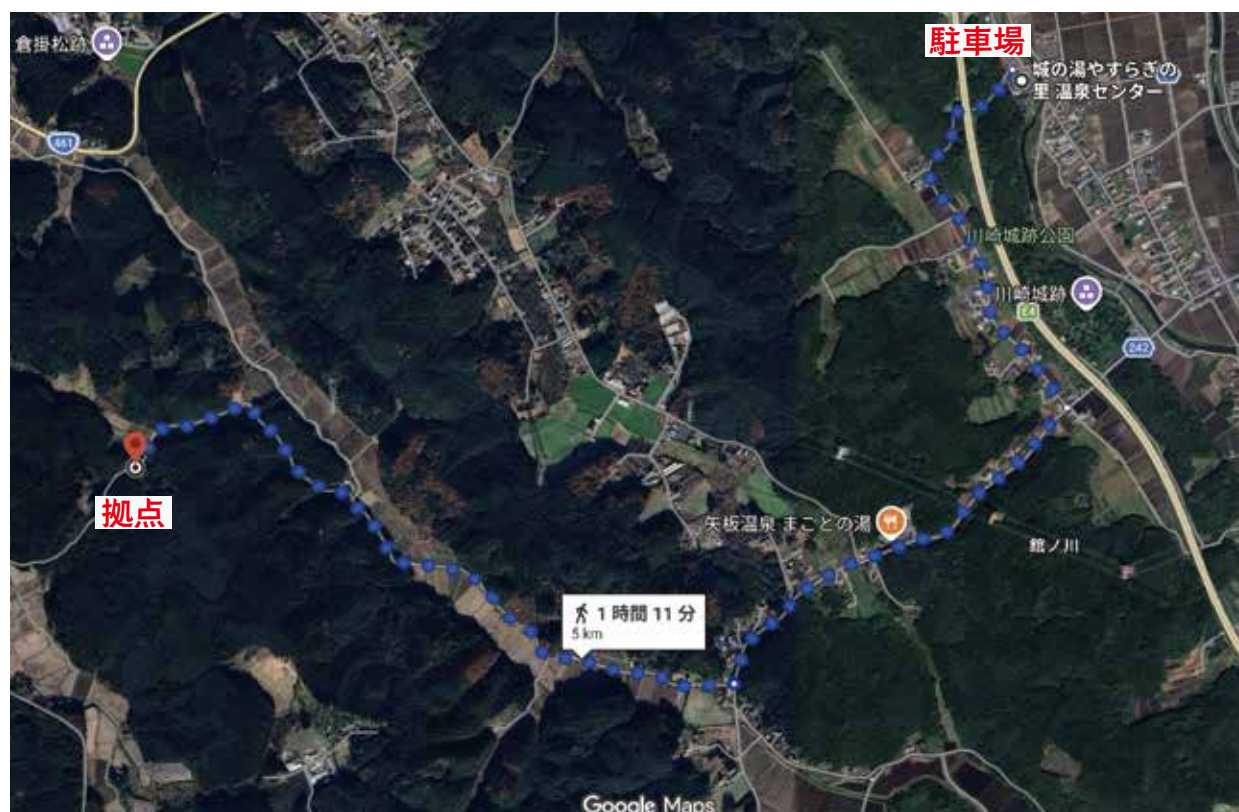 倉掛松跡
駐車場
城の湯やすらぎの
里 温泉センター
461
川崎城跡公園
川崎城跡
E4
242
拠点
矢板温泉 まことの湯
館ノ川
1 時間 11 分
5 km
Google Maps